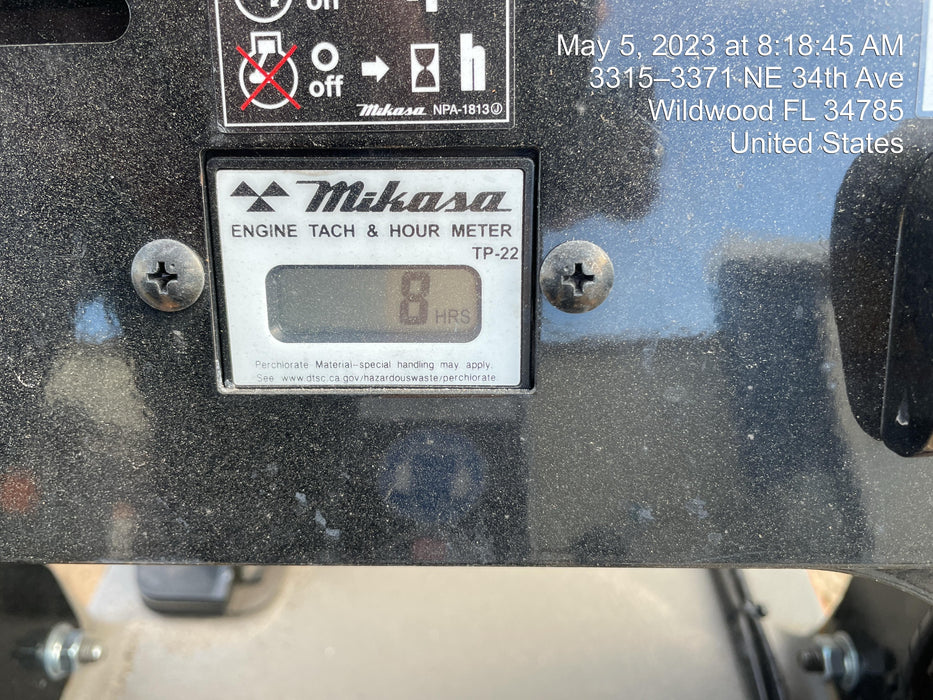 on
off
h
Mikasa NPA-1813 J
May 5, 2023 at 8:18:45 AM
3315–3371 NE 34th Ave
Wildwood FL 34785
United States
Mikasa
ENGINE TACH & HOUR METER
TP-22
8 HRS
Perchlorate Material-special handling may apply.
See www.dtsc.ca.gov/hazardouswaste/perchlorate.